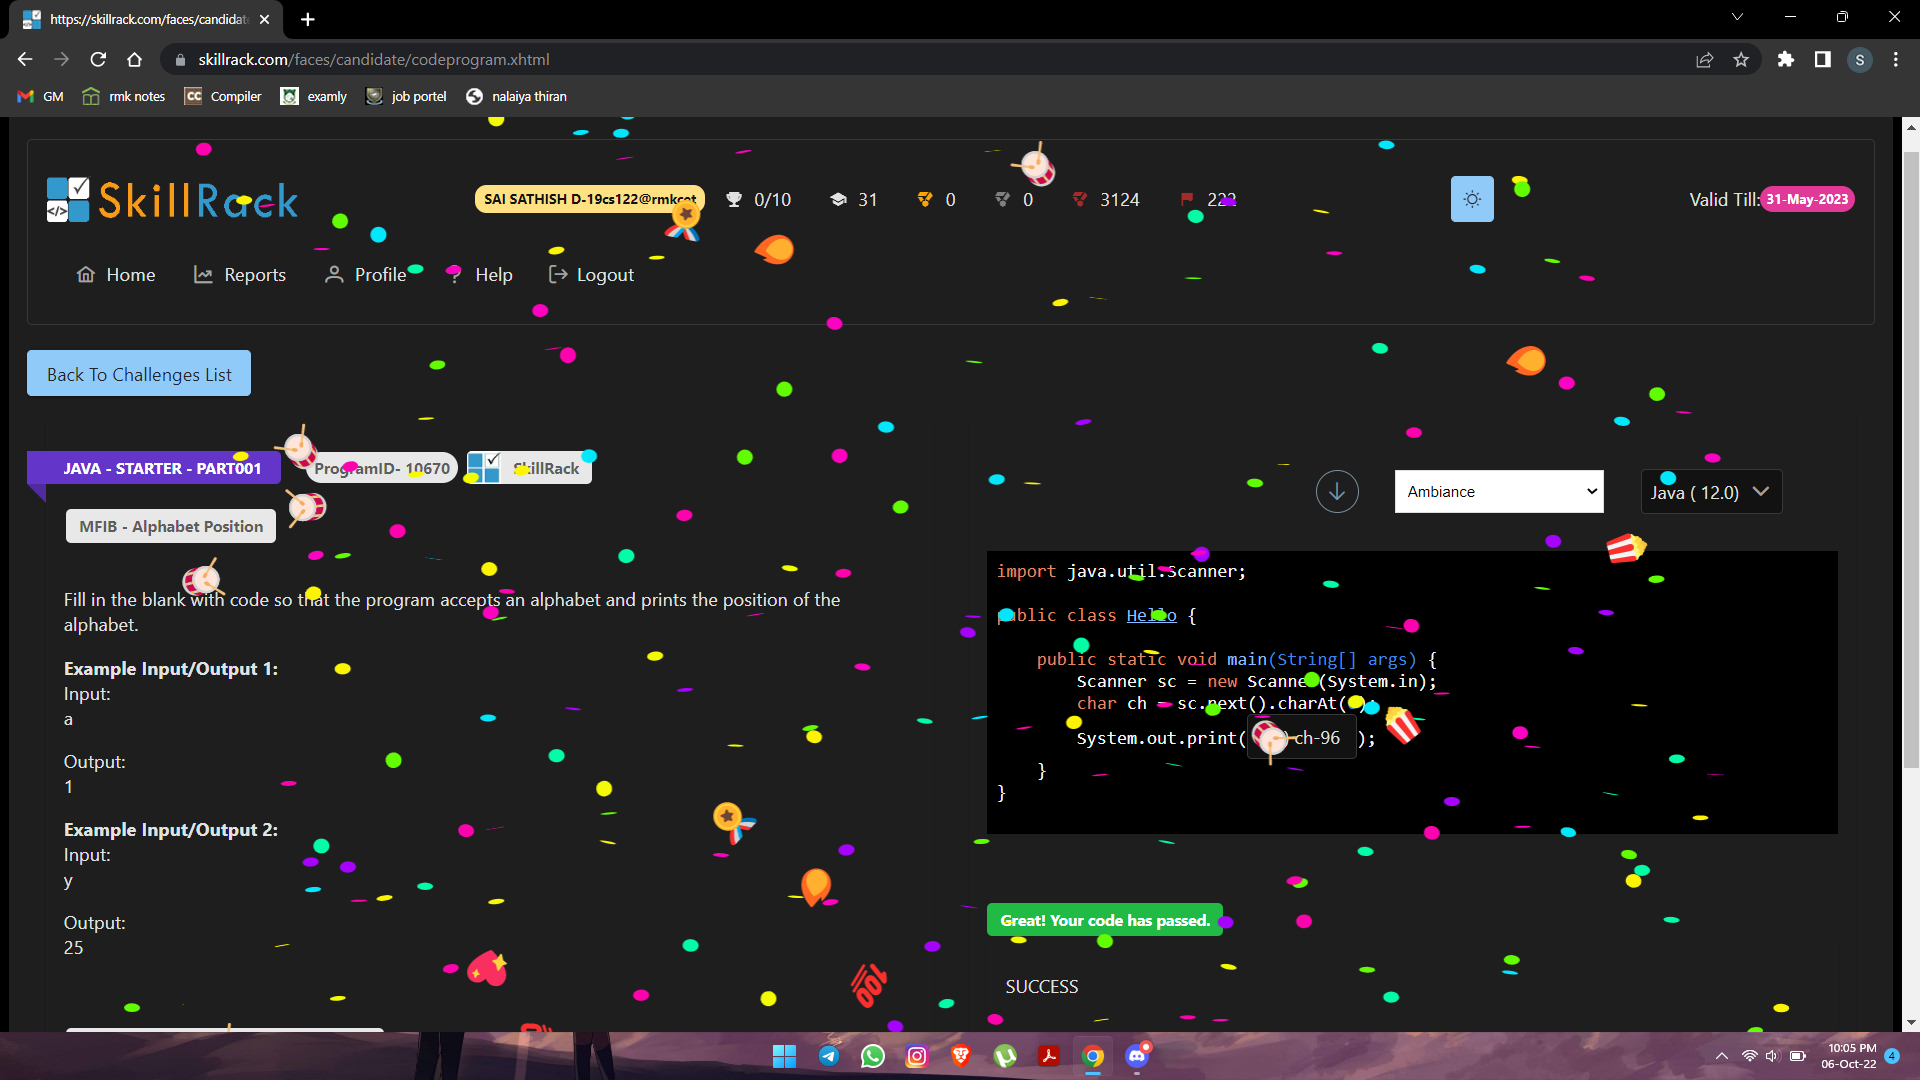 https://skillrack.com/faces/candidat
skillrack.com/faces/candidate/codeprogram.xhtml
S
GM
rmk notes
CC Compiler
examly
job portel
nalaiya thiran
SkillRack
SAI SATHISH D-19cs122@rmkcet
0/10
31
0
0
3124
222
Valid Till: 31-May-2023
Home
Reports
Profile
? Help
Logout
Back To Challenges List
JAVA - STARTER - PART001
ProgramID- 10670
SkillRack
Ambiance
Java ( 12.0)
MFIB - Alphabet Position
Fill in the blank with code so that the program accepts an alphabet and prints the position of the
alphabet.
Example Input/Output 1:
Input:
a
Output:
1
Example Input/Output 2:
Input:
y
Output:
25
import java.util.Scanner;
public class Hello {
public static void main(String[] args) {
Scanner sc = new Scanner(System.in);
char ch = sc.next().charAt(
System.out.print( ch-96 );
}
}
Great! Your code has passed.
SUCCESS
10:05 PM
06-Oct-22
4